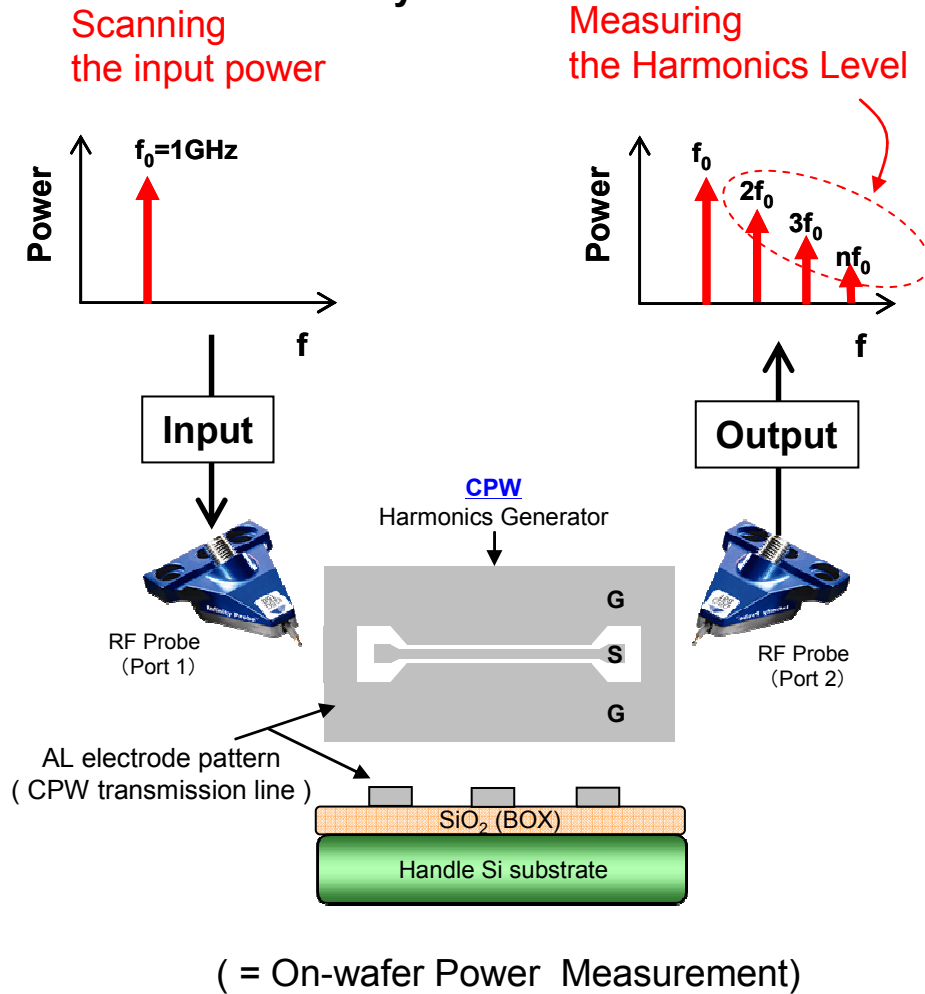 Scanning
the input power
Measuring
the Harmonics Level
Power
f₀=1GHz
f
Power
f₀
2f₀
3f₀
nf₀
f
Input
Output
CPW
Harmonics Generator
RF Probe
（Port 1）
G
S
G
RF Probe
（Port 2）
AL electrode pattern
( CPW transmission line )
SiO₂ (BOX)
Handle Si substrate
( = On-wafer Power Measurement)